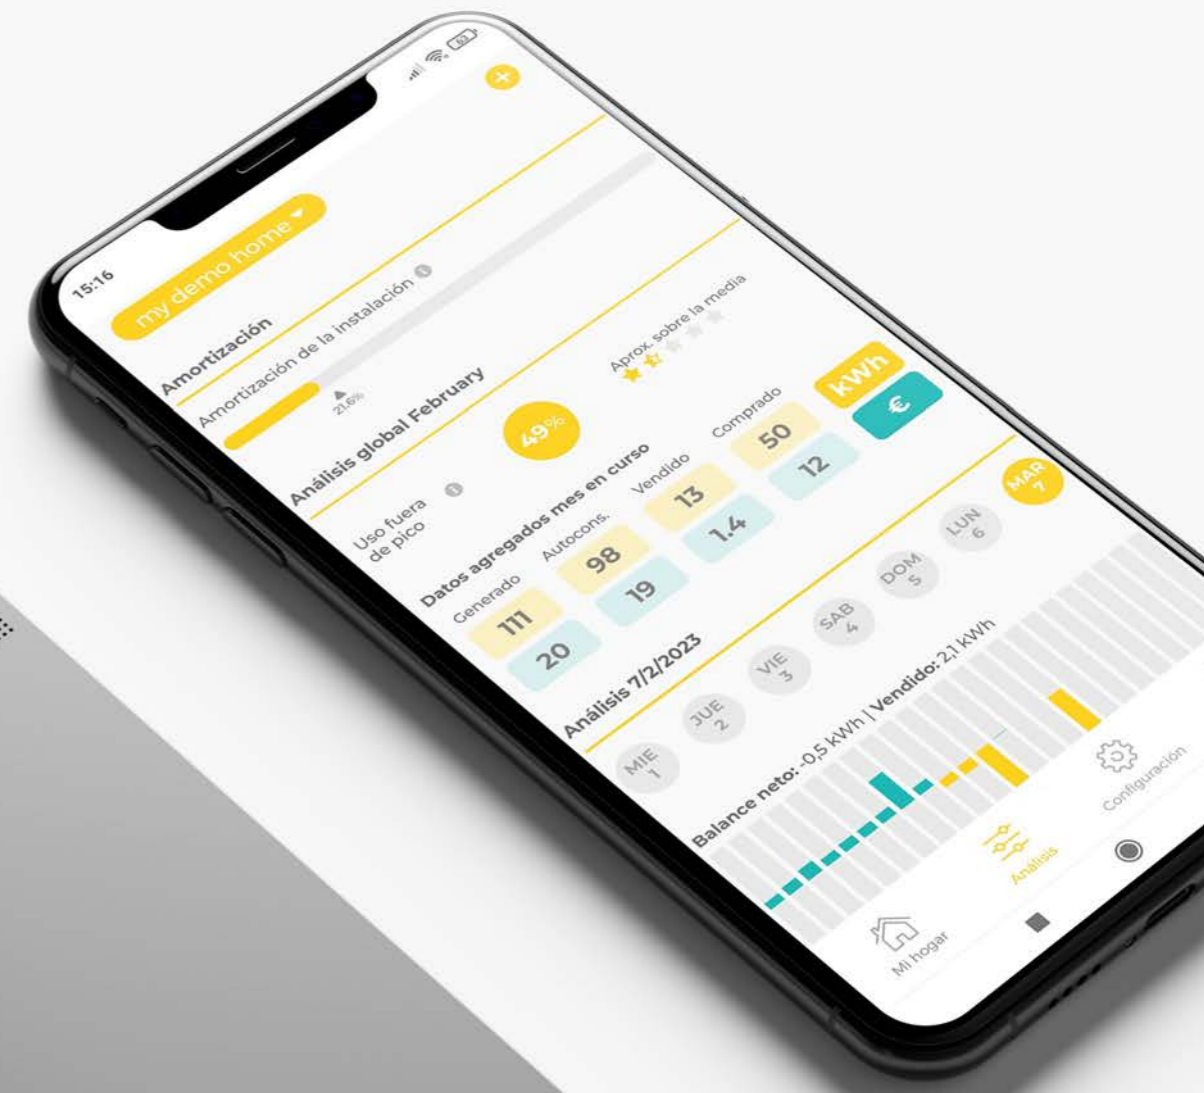 15:16
63
my demo home
+
Amortización
Amortización de la instalación i
21.6%
Análisis global February
Uso fuera de pico i
49%
Aprox. sobre la media
Datos agregados mes en curso
Generado Autocons. Vendido Comprado
111 98 13 50 kWh
20 19 1.4 12 €
Análisis 7/2/2023
MIE 1 JUE 2 VIE 3 SAB 4 DOM 5 LUN 6 MAR 7
Balance neto: -0,5 kWh | Vendido: 2,1 kWh
Mi hogar Análisis Configuración